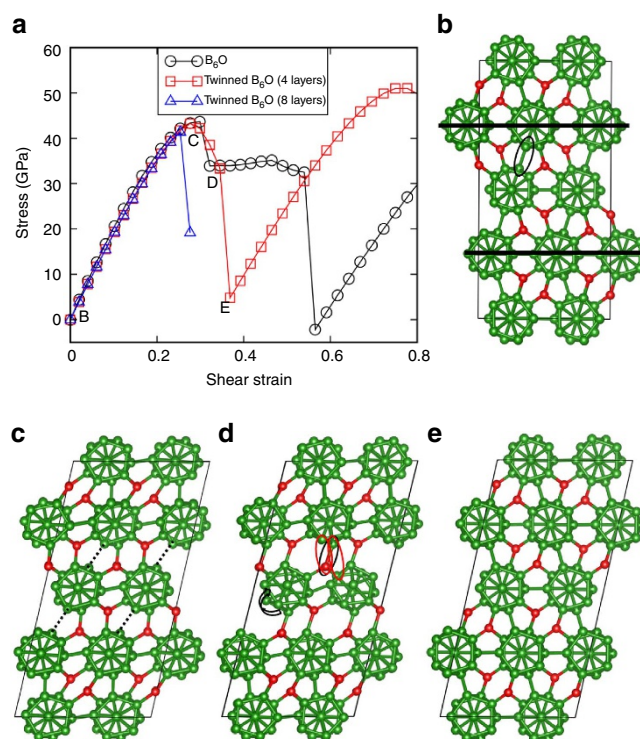 a
b
60
50
40
30
20
10
0
Stress (GPa)
B₆O
Twinned B₆O (4 layers)
Twinned B₆O (8 layers)
C
D
B
E
0
0.2
0.4
0.6
0.8
Shear strain
c
d
e